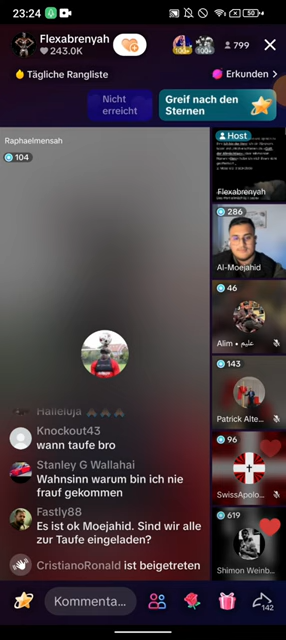 23:24
50
Flexabrenyah
243.0K
100+
100+
799
Tägliche Rangliste
Erkunden
Nicht
erreicht
Greif nach den
Sternen
Raphaelmensah
104
Host
Flexabrenyah
286
Al-Moejahid
46
Alim • عليم
143
Patrick Alte...
96
SwissApolo...
619
Shimon Weinb...
Halleluja
Knockout43
wann taufe bro
Stanley G Wallahai
Wahnsinn warum bin ich nie
frauf gekommen
Fastly88
Es ist ok Moejahid. Sind wir alle
zur Taufe eingeladen?
CristianoRonald ist beigetreten
Kommenta...
142